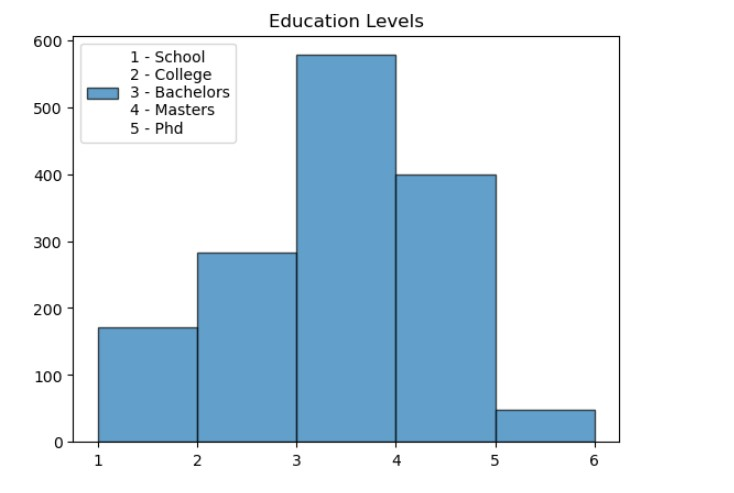 Education Levels
600
500
400
300
200
100
0
1 - School
2 - College
3 - Bachelors
4 - Masters
5 - Phd
1 2 3 4 5 6